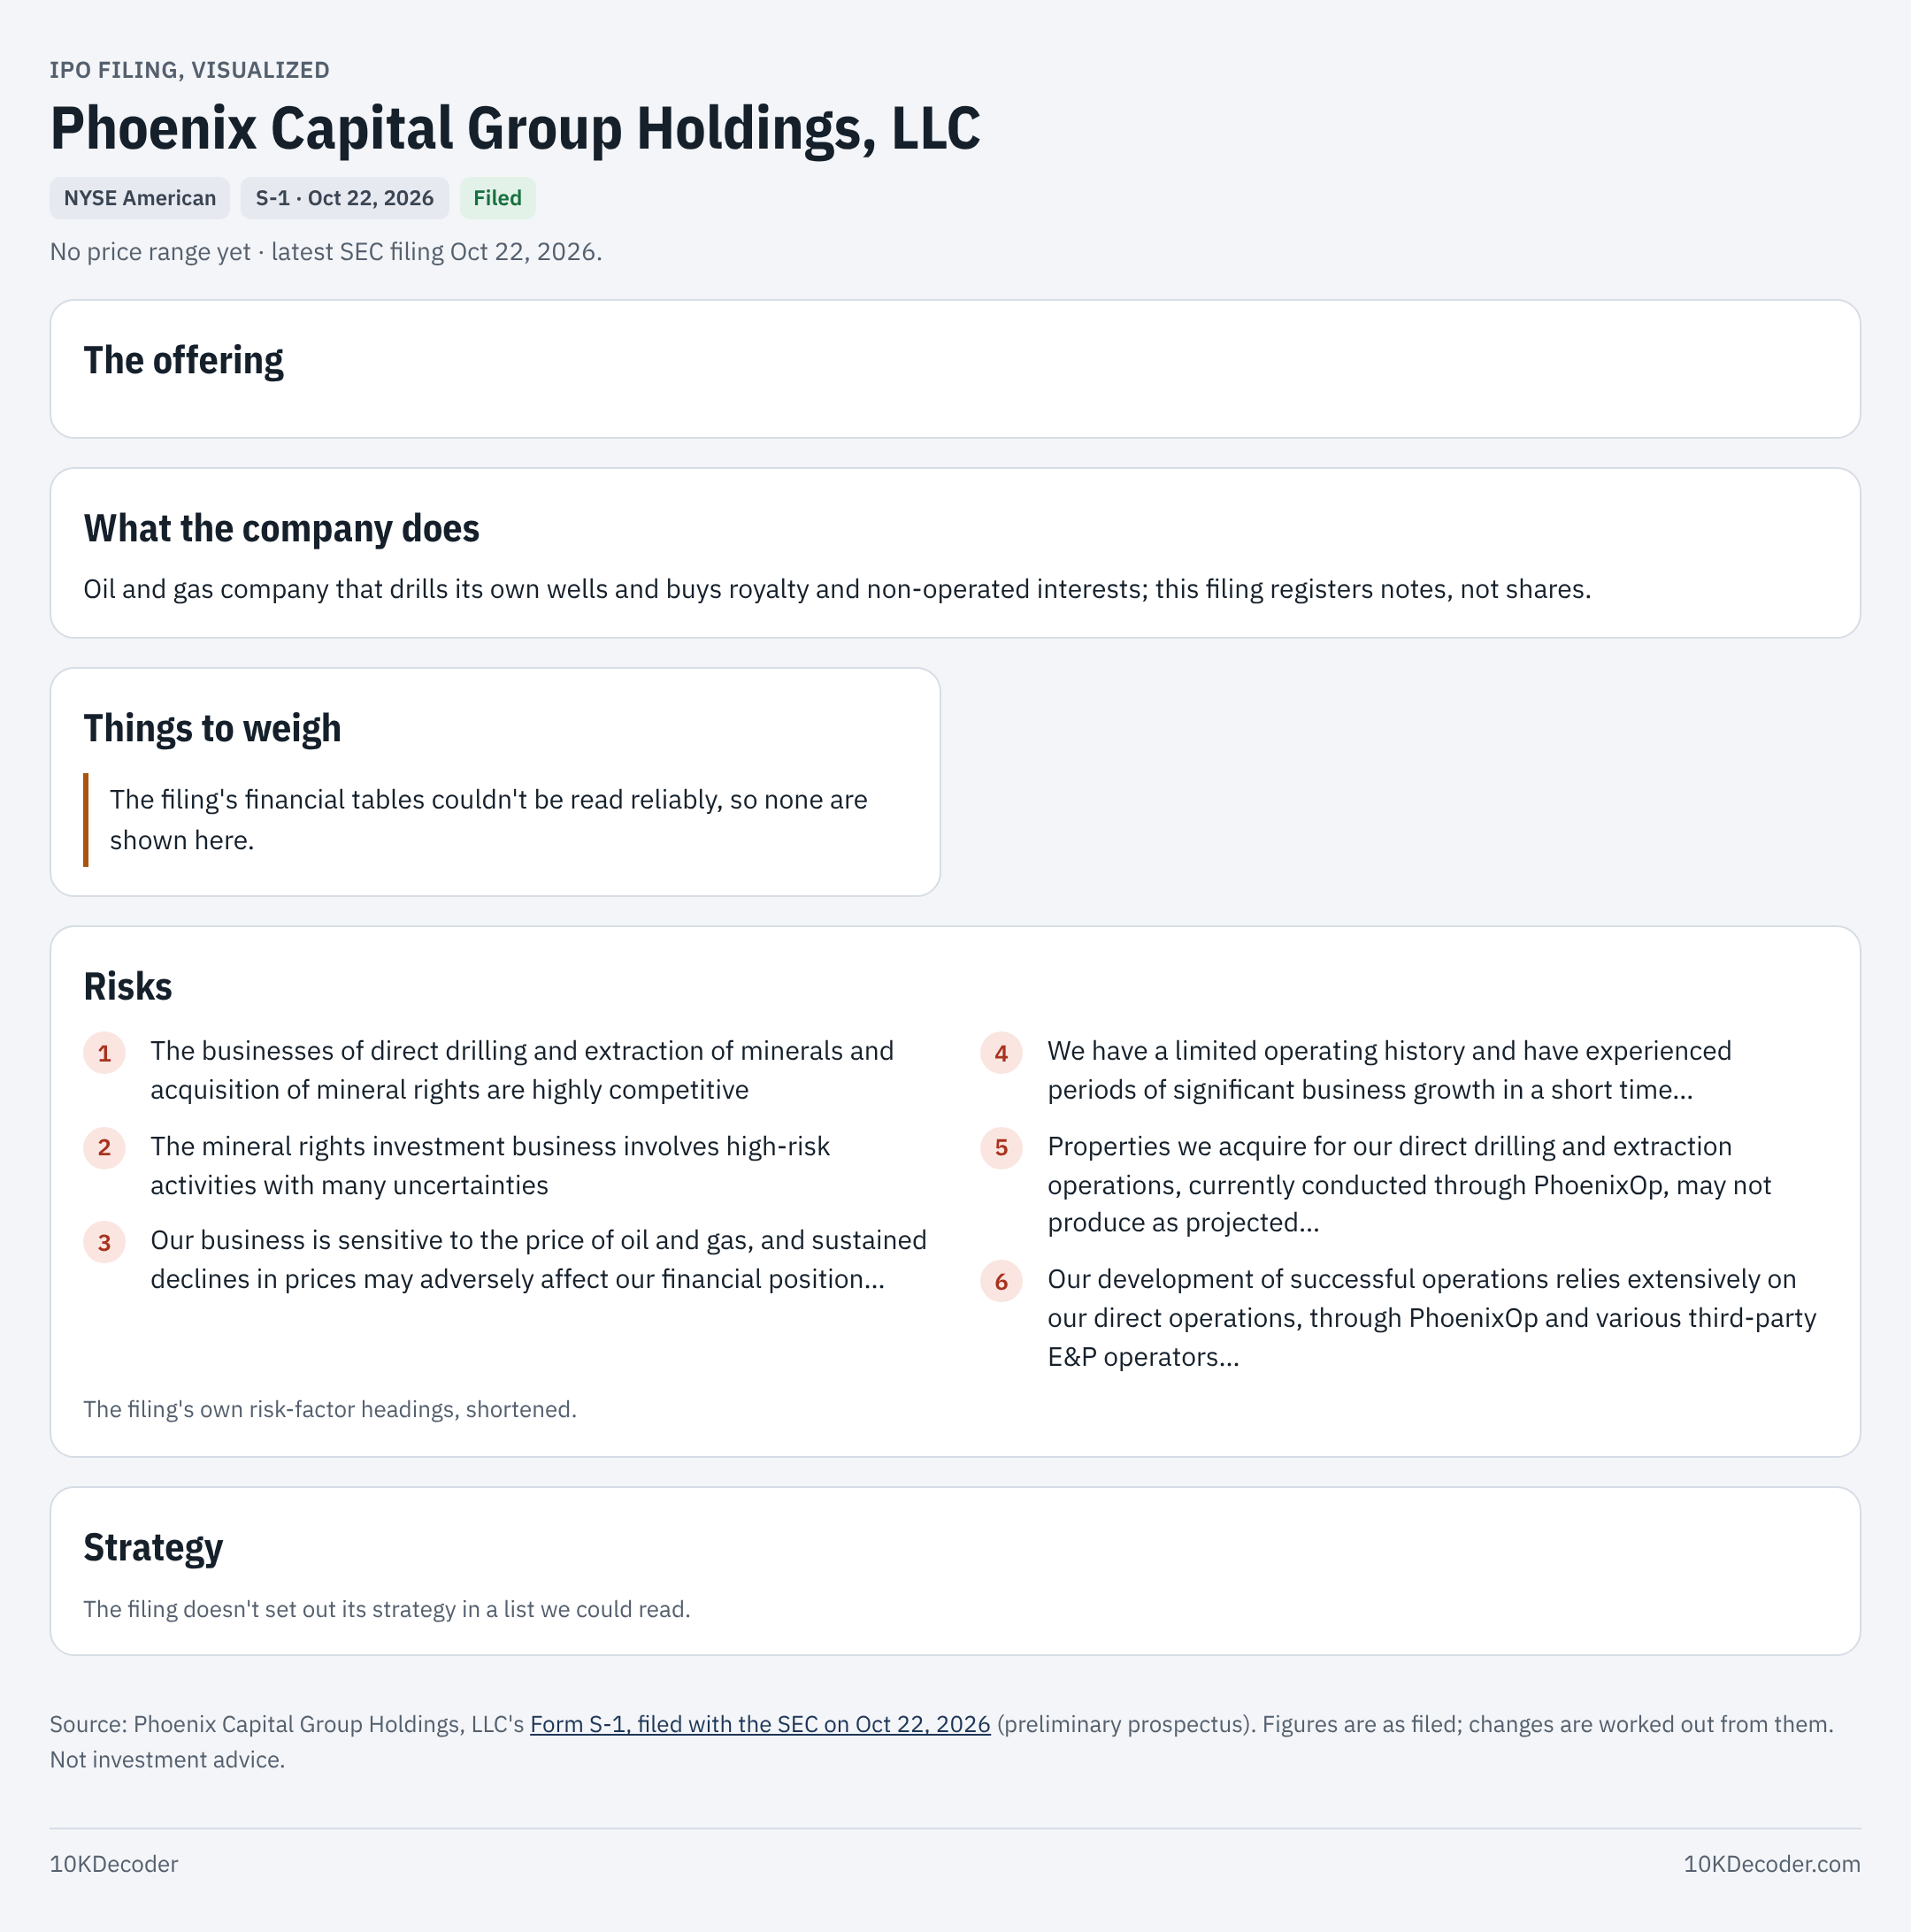 IPO FILING, VISUALIZED
Phoenix Capital Group Holdings, LLC
NYSE American
S-1 · Oct 22, 2026
Filed
No price range yet · latest SEC filing Oct 22, 2026.
The offering
What the company does
Oil and gas company that drills its own wells and buys royalty and non-operated interests; this filing registers notes, not shares.
Things to weigh
The filing's financial tables couldn't be read reliably, so none are
shown here.
Risks
1
The businesses of direct drilling and extraction of minerals and
acquisition of mineral rights are highly competitive
2
The mineral rights investment business involves high-risk
activities with many uncertainties
3
Our business is sensitive to the price of oil and gas, and sustained
declines in prices may adversely affect our financial position...
4
We have a limited operating history and have experienced
periods of significant business growth in a short time...
5
Properties we acquire for our direct drilling and extraction
operations, currently conducted through PhoenixOp, may not
produce as projected...
6
Our development of successful operations relies extensively on
our direct operations, through PhoenixOp and various third-party
E&P operators...
The filing's own risk-factor headings, shortened.
Strategy
The filing doesn't set out its strategy in a list we could read.
Source: Phoenix Capital Group Holdings, LLC's Form S-1, filed with the SEC on Oct 22, 2026 (preliminary prospectus). Figures are as filed; changes are worked out from them.
Not investment advice.
10KDecoder
10KDecoder.com